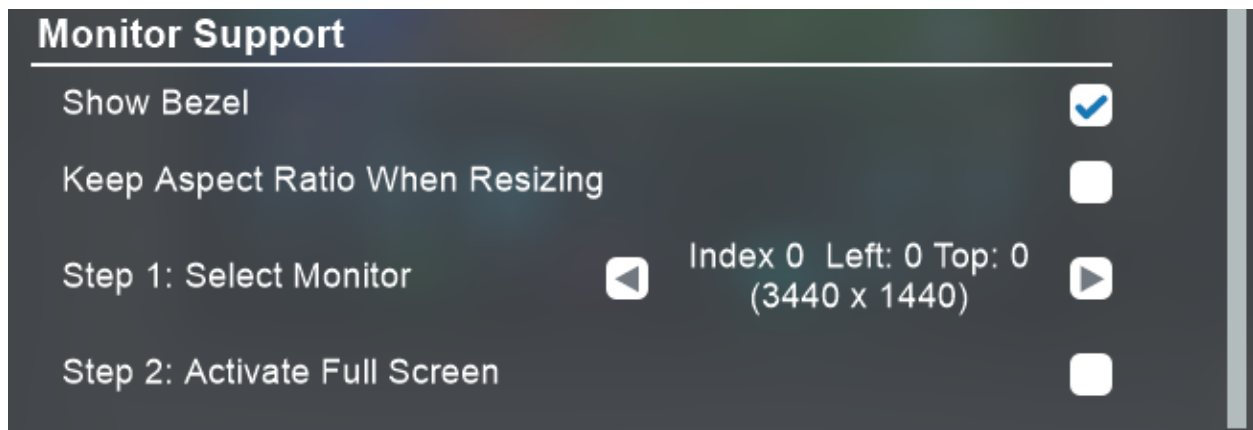 Monitor Support
Show Bezel
Keep Aspect Ratio When Resizing
Step 1: Select Monitor
Index 0 Left: 0 Top: 0
(3440 x 1440)
Step 2: Activate Full Screen